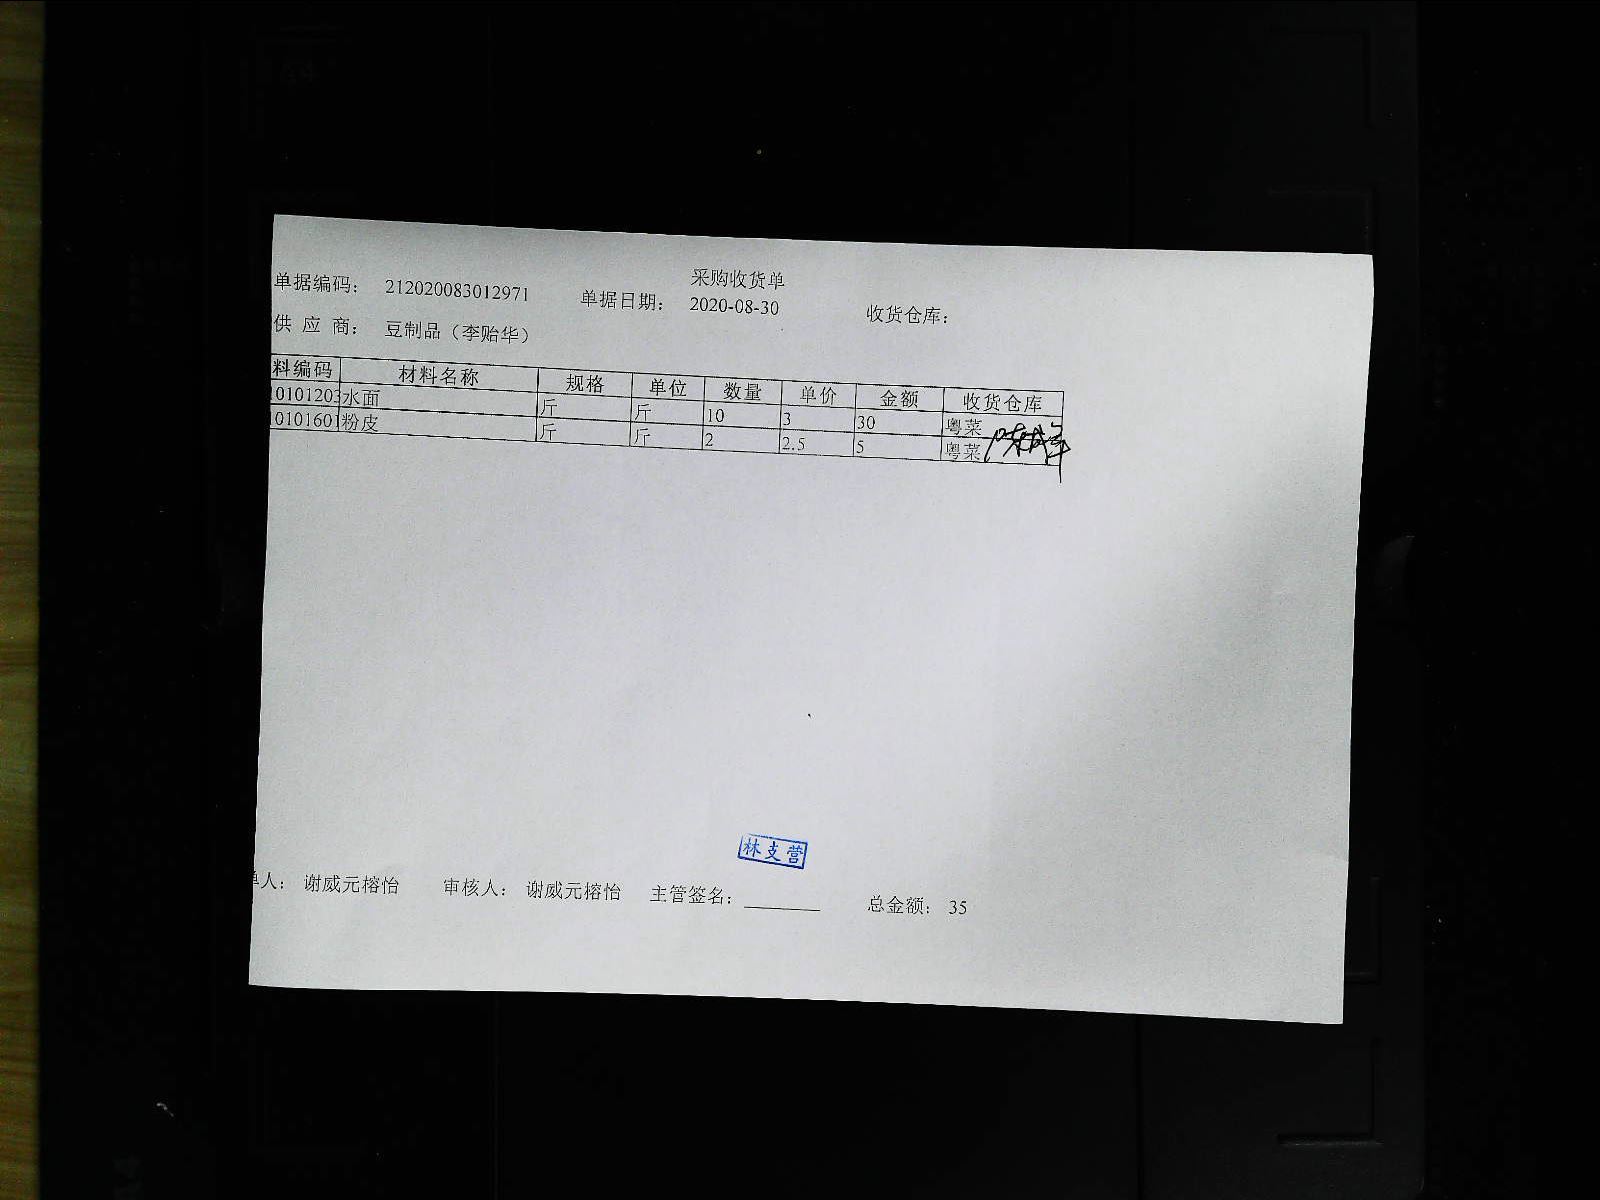 采购收货单
单据编码： 212020083012971 单据日期： 2020-08-30 收货仓库：
供 应 商： 豆制品（李贻华）
料编码 材料名称 规格 单位 数量 单价 金额 收货仓库
0101203 水面 斤 斤 10 3 30 粤菜
0101601 粉皮 斤 斤 2 2.5 5 粤菜
林支营
单人： 谢威元榕怡 审核人： 谢威元榕怡 主管签名： 总金额： 35